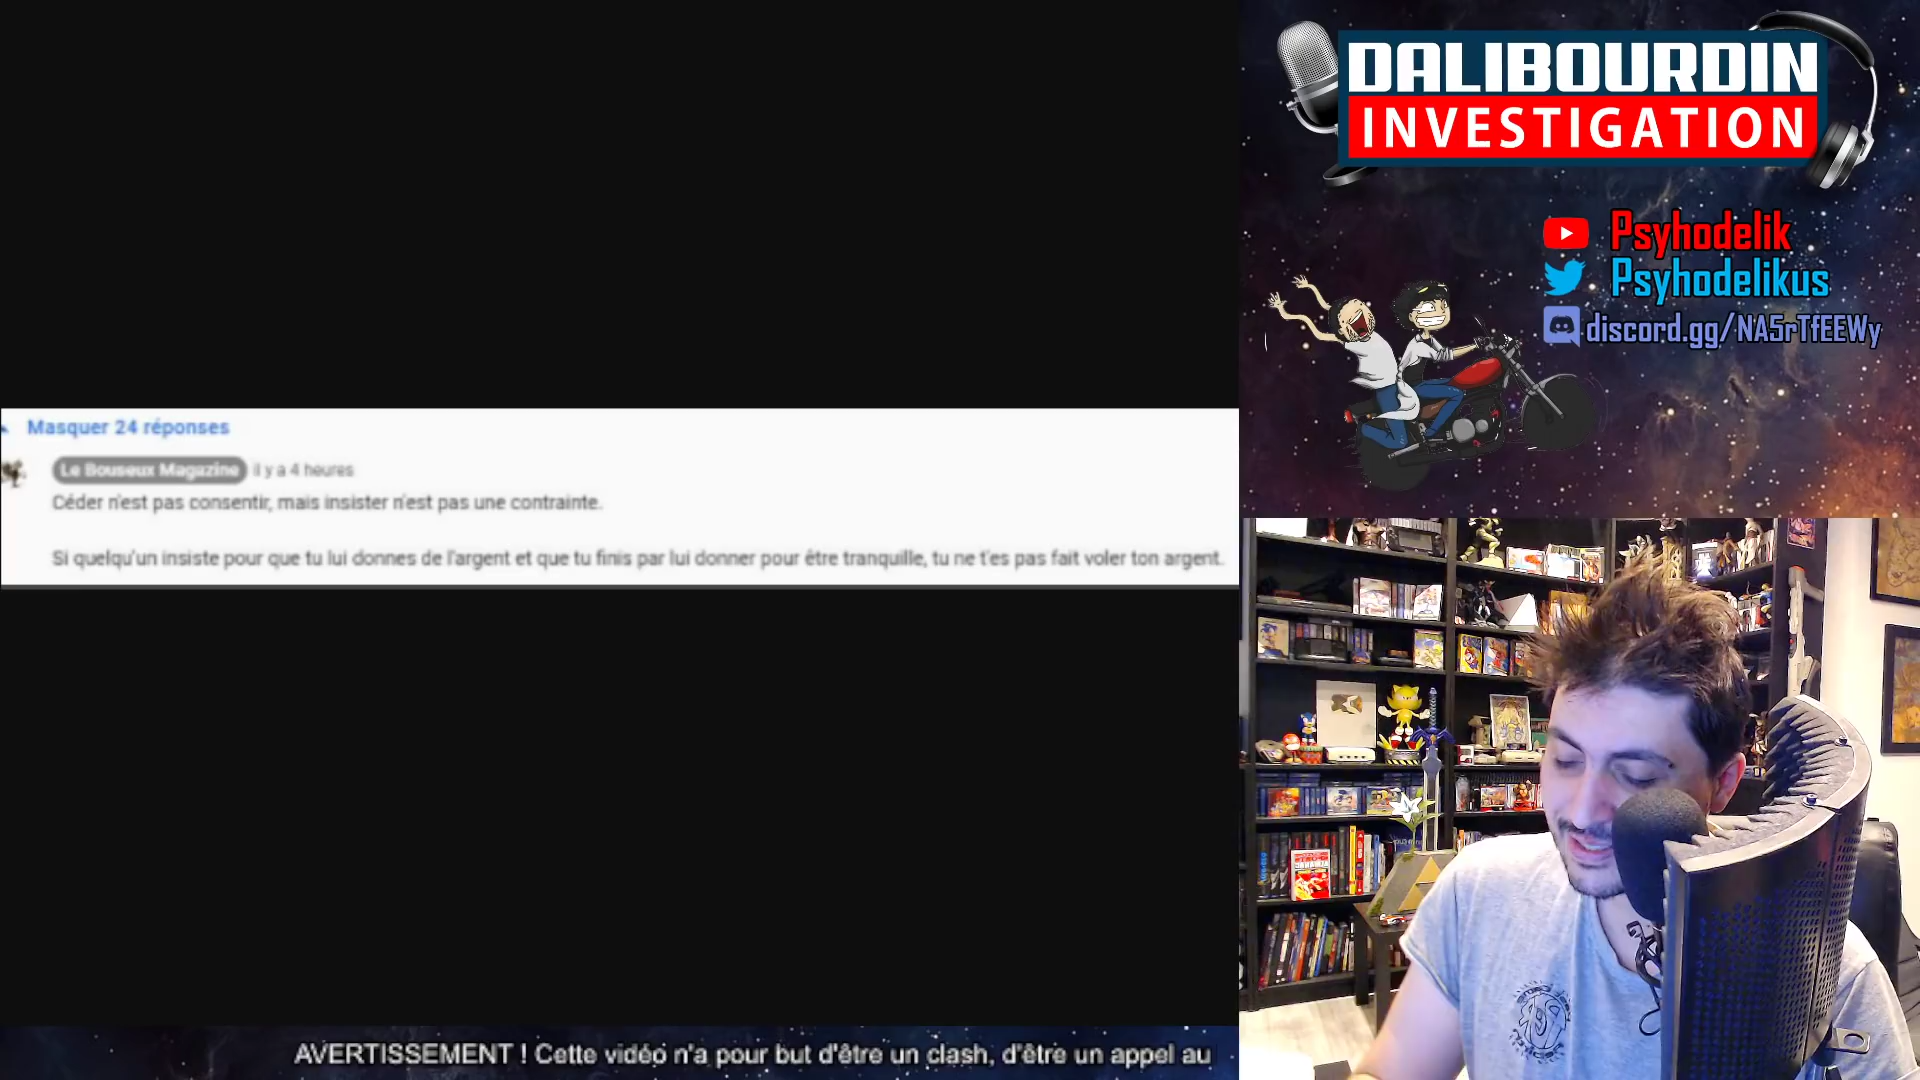 DALIBOURDIN
INVESTIGATION
Psyhodelik
Psyhodelikus
discord.gg/NA5rTfEEWy
Masquer 24 réponses
Le Bouseux Magazine il y a 4 heures
Céder n'est pas consentir, mais insister n'est pas une contrainte.
Si quelqu'un insiste pour que tu lui donnes de l'argent et que tu finis par lui donner pour être tranquille, tu ne t'es pas fait voler ton argent.
AVERTISSEMENT ! Cette vidéo n'a pour but d'être un clash, d'être un appel au